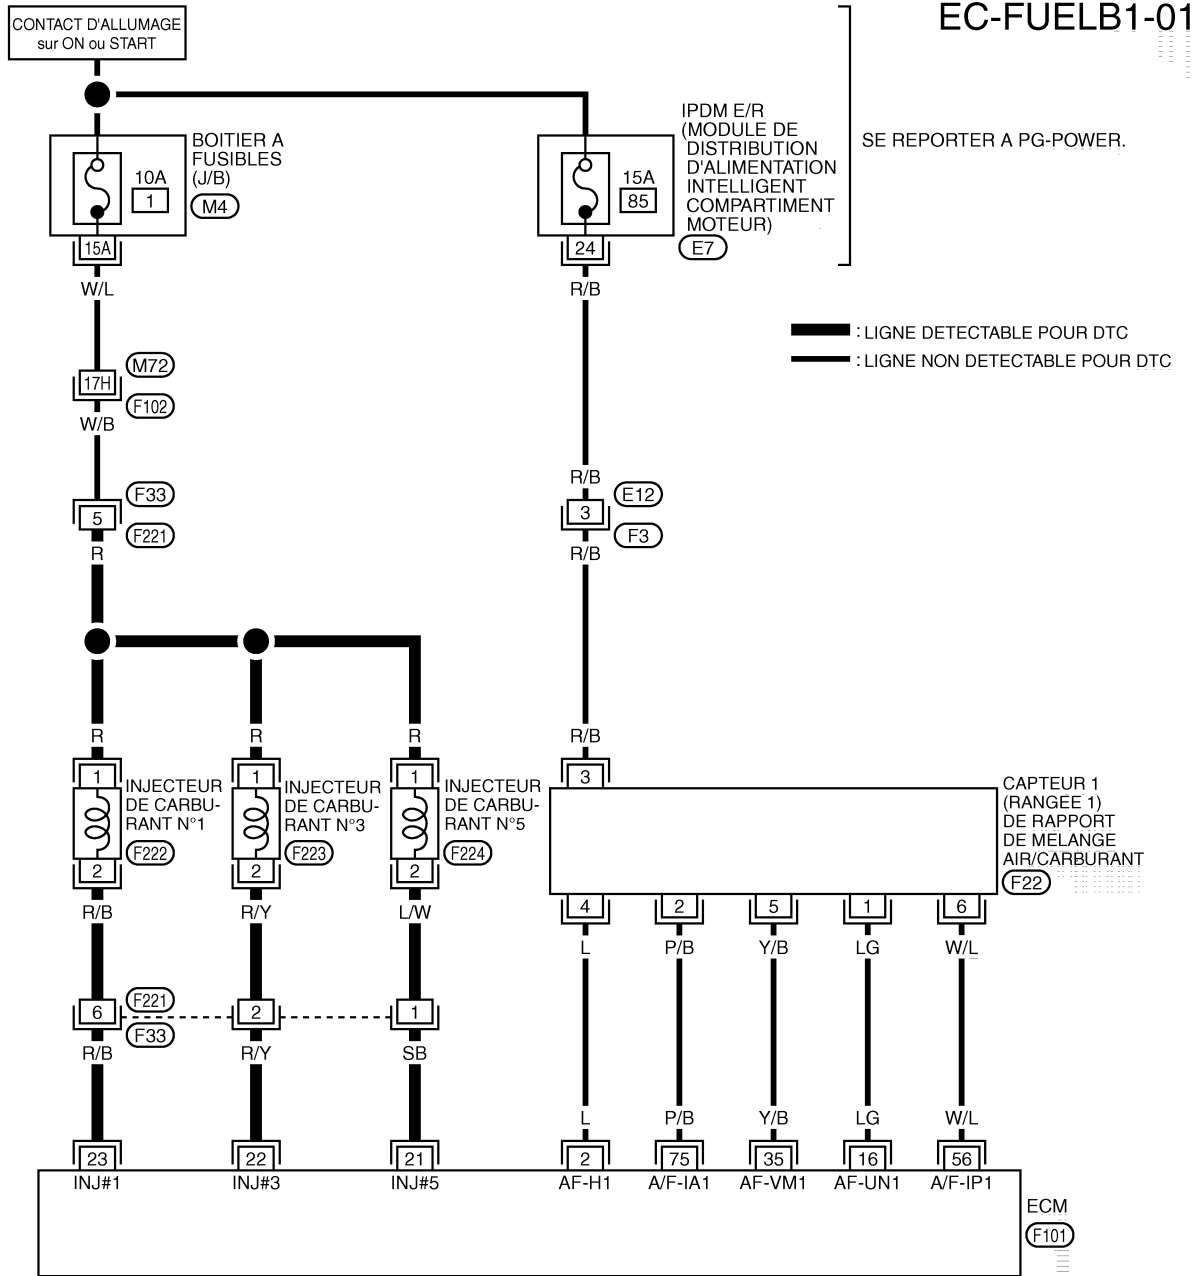 EC-FUELB1-01
CONTACT D'ALLUMAGE
sur ON ou START
BOITIER A
FUSIBLES
(J/B)
M4
10A
1
15A
IPDM E/R
(MODULE DE
DISTRIBUTION
D'ALIMENTATION
INTELLIGENT
COMPARTIMENT
MOTEUR)
E7
15A
85
24
SE REPORTER A PG-POWER.
W/L
R/B
: LIGNE DETECTABLE POUR DTC
: LIGNE NON DETECTABLE POUR DTC
M72
17H
F102
W/B
R/B
F33
E12
5
3
F221
F3
R
R/B
R
R
R
R/B
1
1
1
3
INJECTEUR
DE CARBU-
RANT N°1
F222
INJECTEUR
DE CARBU-
RANT N°3
F223
INJECTEUR
DE CARBU-
RANT N°5
F224
CAPTEUR 1
(RANGEE 1)
DE RAPPORT
DE MELANGE
AIR/CARBURANT
F22
2
2
2
4
2
5
1
6
R/B
R/Y
L/W
L
P/B
Y/B
LG
W/L
F221
6
2
1
F33
R/B
R/Y
SB
L
P/B
Y/B
LG
W/L
23
22
21
2
75
35
16
56
INJ#1
INJ#3
INJ#5
AF-H1
A/F-IA1
AF-VM1
AF-UN1
A/F-IP1
ECM
F101